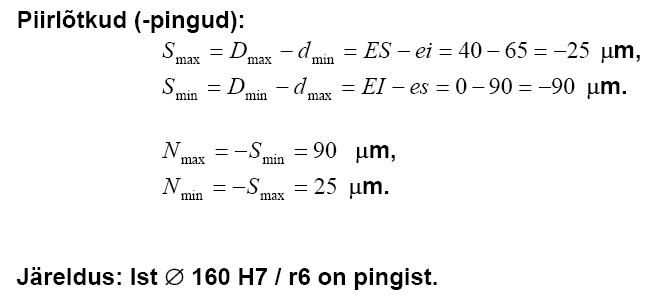 Piirlõtkud (-pingud):
S_max = D_max − d_min = ES − ei = 40 − 65 = −25 μm,
S_min = D_min − d_max = EI − es = 0 − 90 = −90 μm.
N_max = −S_min = 90 μm,
N_min = −S_max = 25 μm.
Järeldus: Ist ∅ 160 H7 / r6 on pingist.